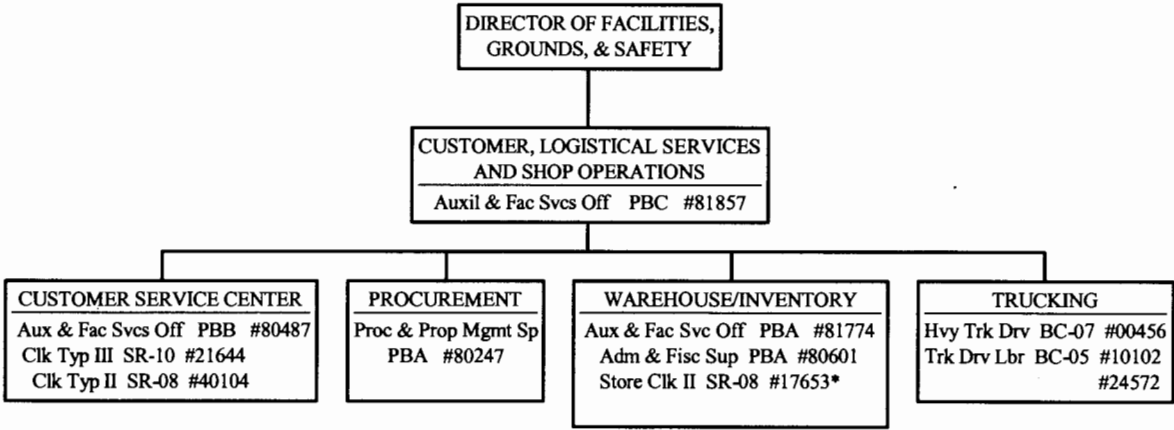 DIRECTOR OF FACILITIES,
GROUNDS, & SAFETY
CUSTOMER, LOGISTICAL SERVICES
AND SHOP OPERATIONS
Auxil & Fac Svcs Off PBC #81857
CUSTOMER SERVICE CENTER
Aux & Fac Svcs Off PBB #80487
Clk Typ III SR-10 #21644
Clk Typ II SR-08 #40104
PROCUREMENT
Proc & Prop Mgmt Sp
PBA #80247
WAREHOUSE/INVENTORY
Aux & Fac Svc Off PBA #81774
Adm & Fisc Sup PBA #80601
Store Clk II SR-08 #17653*
TRUCKING
Hvy Trk Drv BC-07 #00456
Trk Drv Lbr BC-05 #10102
#24572